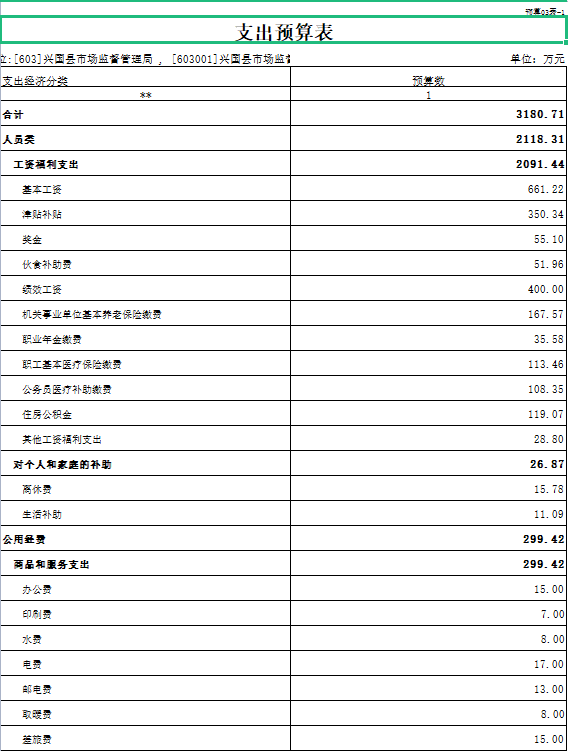 预算03表-1
支出预算表
位:[603]兴国县市场监督管理局 , [603001]兴国县市场监督 单位: 万元
支出经济分类 预算数
** 1
合计 3180.71
人员类 2118.31
工资福利支出 2091.44
基本工资 661.22
津贴补贴 350.34
奖金 55.10
伙食补助费 51.96
绩效工资 400.00
机关事业单位基本养老保险缴费 167.57
职业年金缴费 35.58
职工基本医疗保险缴费 113.46
公务员医疗补助缴费 108.35
住房公积金 119.07
其他工资福利支出 28.80
对个人和家庭的补助 26.87
离休费 15.78
生活补助 11.09
公用经费 299.42
商品和服务支出 299.42
办公费 15.00
印刷费 7.00
水费 8.00
电费 17.00
邮电费 13.00
取暖费 8.00
差旅费 15.00